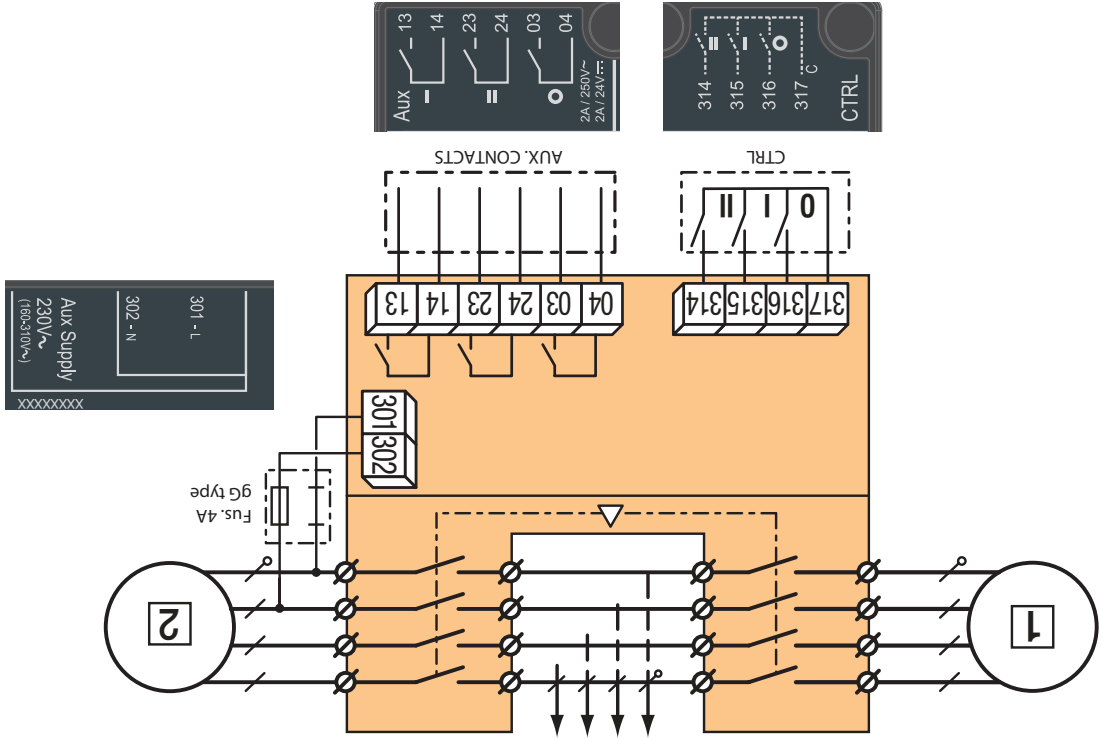 13 14 23 24 03 04
Aux
I II O
2A / 250V~
2A / 24V⎓
II I O
314 315 316 317 C
CTRL
AUX. CONTACTS
CTRL
II I 0
13 14 23 24 03 04
314 315 316 317
301 - L
302 - N
Aux Supply
230V~
(160-310V~)
XXXXXXXX
301
302
Fus. 4A
gG type
2
1